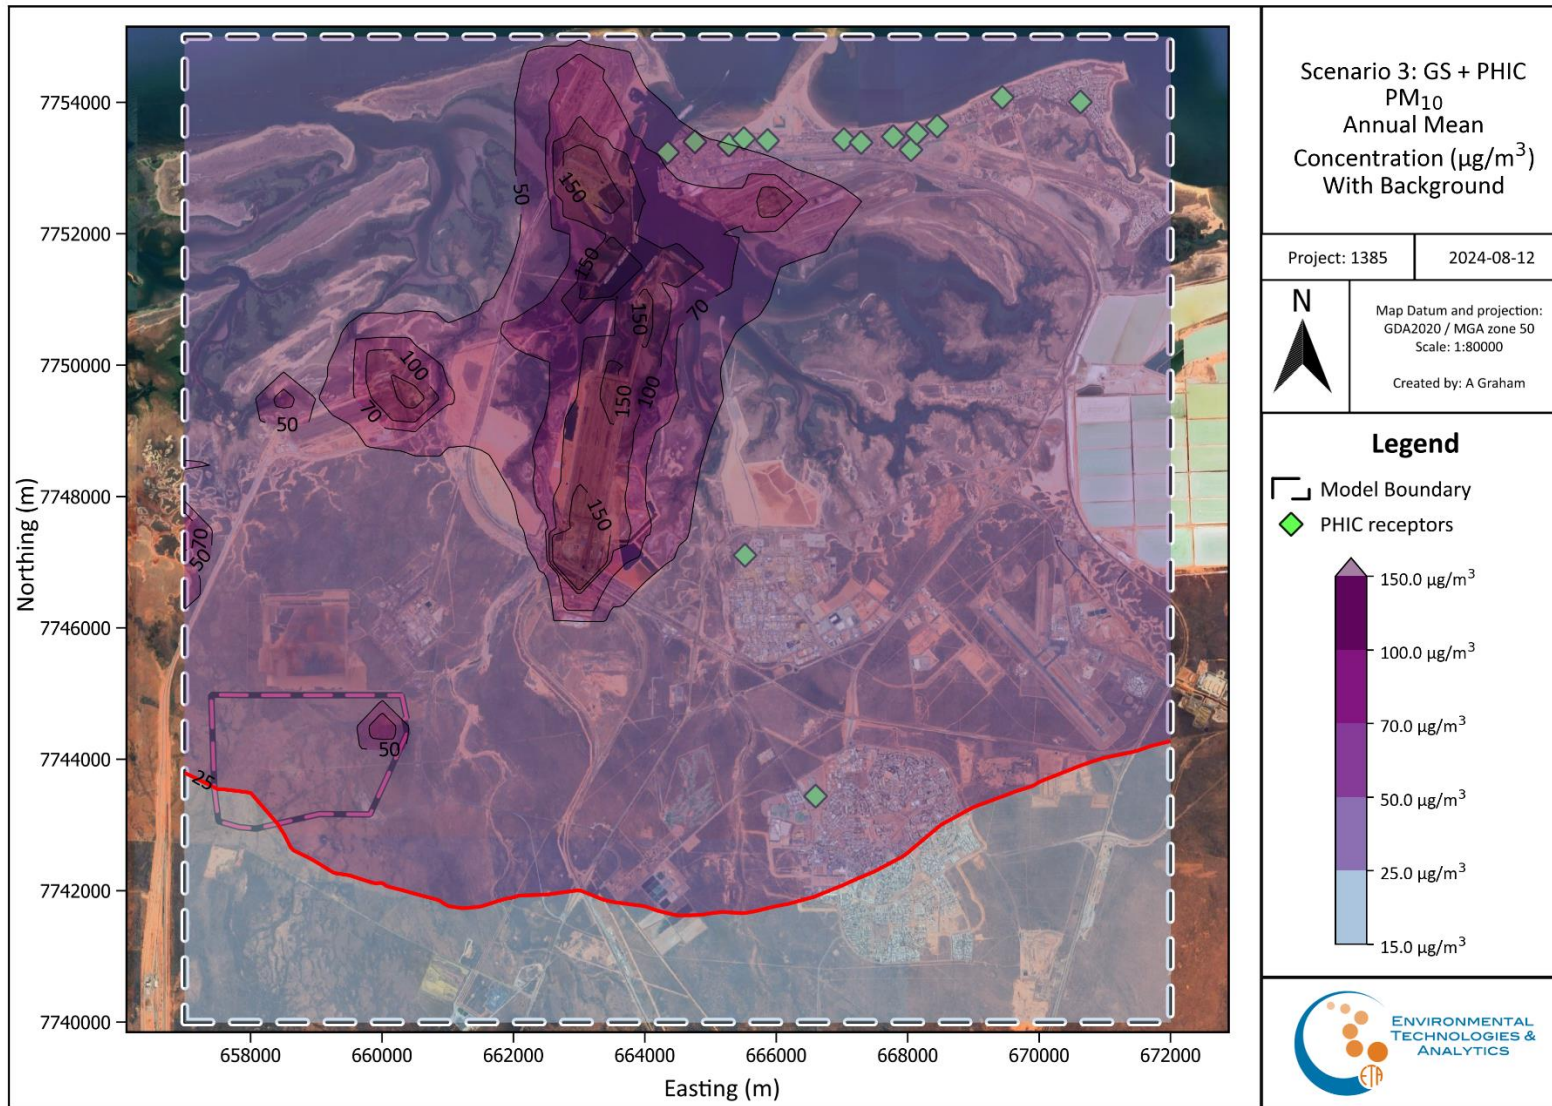 Scenario 3: GS + PHIC
PM10
Annual Mean
Concentration (µg/m³)
With Background
Project: 1385
2024-08-12
N
Map Datum and projection:
GDA2020 / MGA zone 50
Scale: 1:80000
Created by: A Graham
Legend
Model Boundary
PHIC receptors
150.0 µg/m³
100.0 µg/m³
70.0 µg/m³
50.0 µg/m³
25.0 µg/m³
15.0 µg/m³
ENVIRONMENTAL
TECHNOLOGIES &
ANALYTICS
ETA
Northing (m)
7754000
7752000
7750000
7748000
7746000
7744000
7742000
7740000
658000
660000
662000
664000
666000
668000
670000
672000
Easting (m)
50
150
150
150
70
100
150
100
70
50
150
70
50
50
25